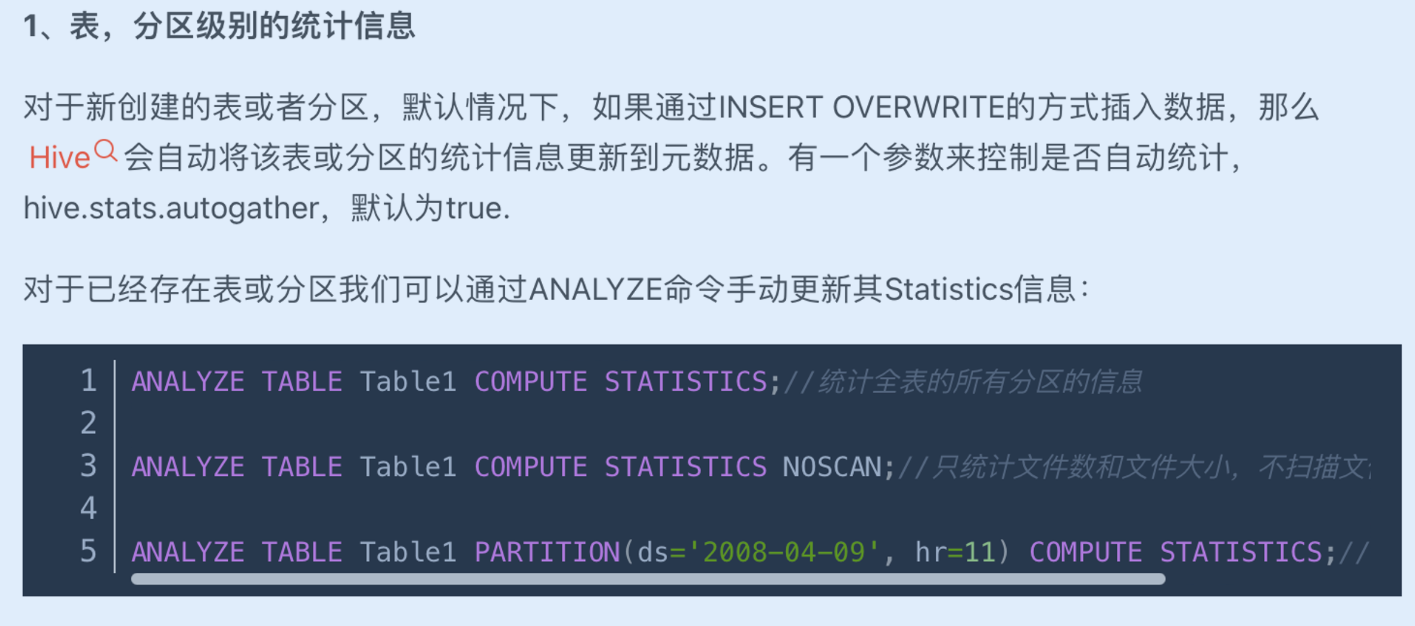 1、表，分区级别的统计信息
对于新创建的表或者分区，默认情况下，如果通过INSERT OVERWRITE的方式插入数据，那么
Hive会自动将该表或分区的统计信息更新到元数据。有一个参数来控制是否自动统计，
hive.stats.autogather，默认为true.
对于已经存在表或分区我们可以通过ANALYZE命令手动更新其Statistics信息：
1 ANALYZE TABLE Table1 COMPUTE STATISTICS;//统计全表的所有分区的信息
2
3 ANALYZE TABLE Table1 COMPUTE STATISTICS NOSCAN;//只统计文件数和文件大小，不扫描文
4
5 ANALYZE TABLE Table1 PARTITION(ds='2008-04-09', hr=11) COMPUTE STATISTICS;//